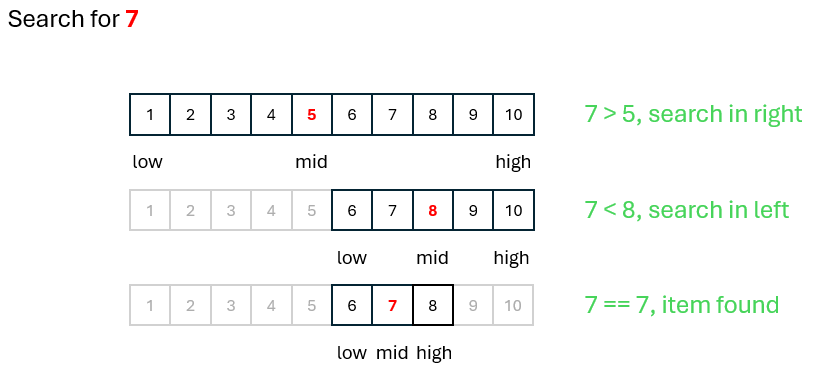 Search for 7
1 2 3 4 5 6 7 8 9 10 7 > 5, search in right
low mid high
1 2 3 4 5 6 7 8 9 10 7 < 8, search in left
low mid high
1 2 3 4 5 6 7 8 9 10 7 == 7, item found
low mid high